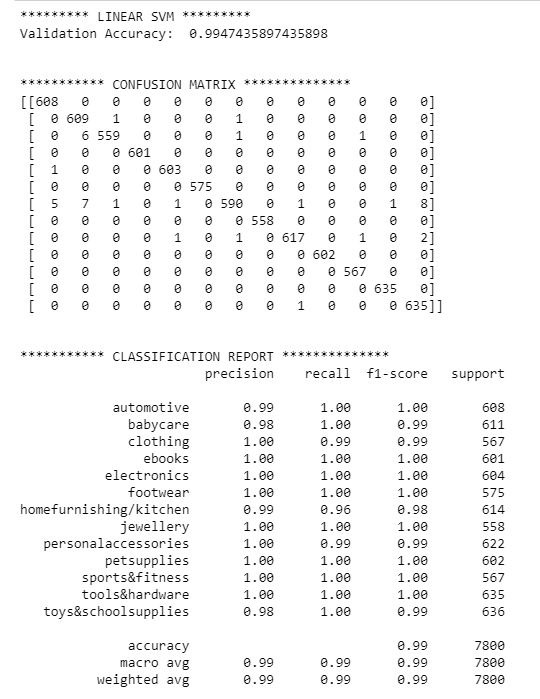 ********* LINEAR SVM *********
Validation Accuracy:  0.9947435897435898
*********** CONFUSION MATRIX **************
[[608   0   0   0   0   0   0   0   0   0   0   0   0]
 [  0 609   1   0   0   0   1   0   0   0   0   0   0]
 [  0   6 559   0   0   0   1   0   0   0   1   0   0]
 [  0   0   0 601   0   0   0   0   0   0   0   0   0]
 [  1   0   0   0 603   0   0   0   0   0   0   0   0]
 [  0   0   0   0   0 575   0   0   0   0   0   0   0]
 [  5   7   1   0   1   0 590   0   1   0   0   1   8]
 [  0   0   0   0   0   0   0 558   0   0   0   0   0]
 [  0   0   0   0   1   0   1   0 617   0   1   0   2]
 [  0   0   0   0   0   0   0   0   0 602   0   0   0]
 [  0   0   0   0   0   0   0   0   0   0 567   0   0]
 [  0   0   0   0   0   0   0   0   0   0   0 635   0]
 [  0   0   0   0   0   0   0   0   1   0   0   0 635]]
*********** CLASSIFICATION REPORT **************
precision    recall  f1-score   support
automotive       0.99      1.00      1.00       608
babycare       0.98      1.00      0.99       611
clothing       1.00      0.99      0.99       567
ebooks       1.00      1.00      1.00       601
electronics       1.00      1.00      1.00       604
footwear       1.00      1.00      1.00       575
homefurnishing/kitchen       0.99      0.96      0.98       614
jewellery       1.00      1.00      1.00       558
personalaccessories       1.00      0.99      0.99       622
petsupplies       1.00      1.00      1.00       602
sports&fitness       1.00      1.00      1.00       567
tools&hardware       1.00      1.00      1.00       635
toys&schoolsupplies       0.98      1.00      0.99       636
accuracy                           0.99      7800
macro avg       0.99      0.99      0.99      7800
weighted avg       0.99      0.99      0.99      7800